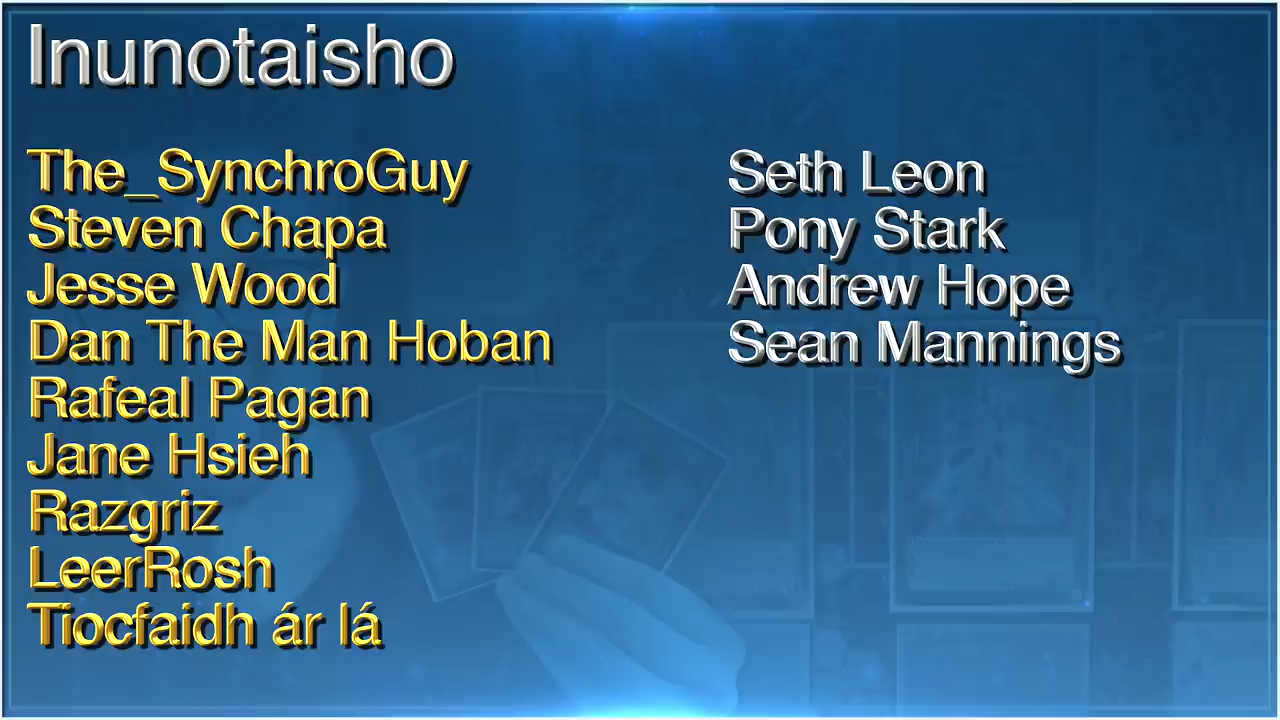 Inunotaisho
The_SynchroGuy
Steven Chapa
Jesse Wood
Dan The Man Hoban
Rafeal Pagan
Jane Hsieh
Razgriz
LeerRosh
Tiocfaidh ár lá
Seth Leon
Pony Stark
Andrew Hope
Sean Mannings